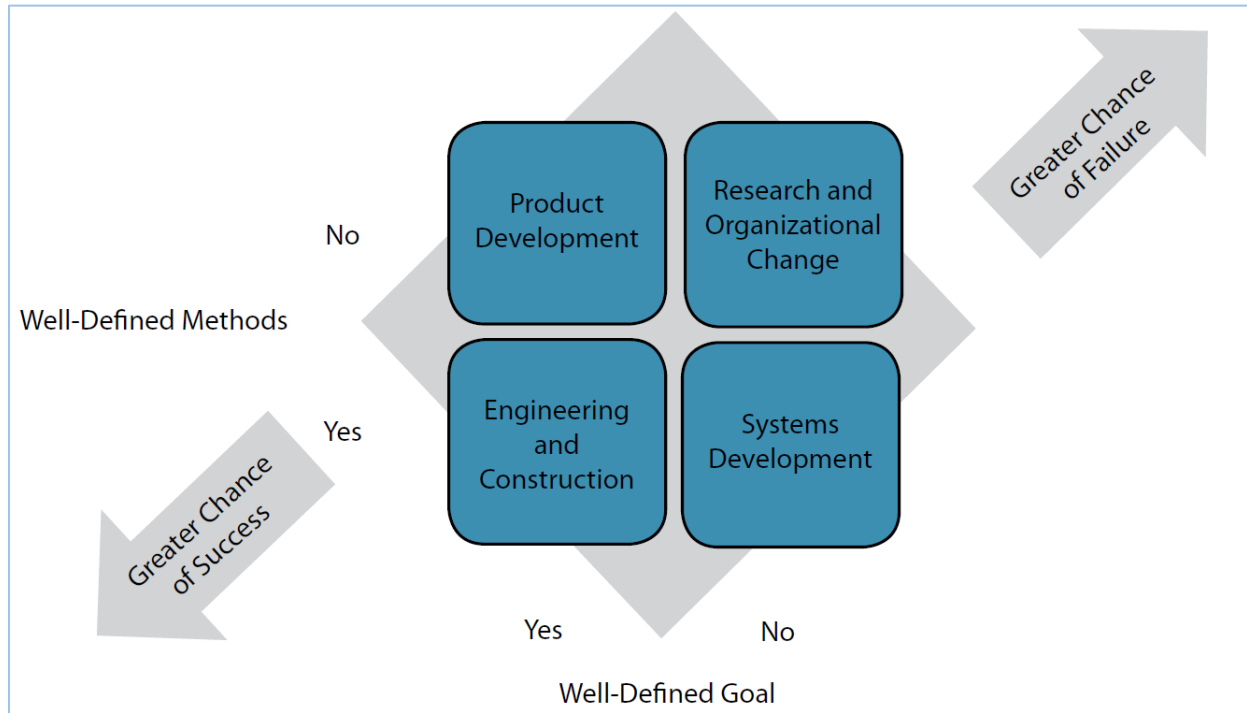 Greater Chance
of Failure
Product
Development
Research and
Organizational
Change
No
Well-Defined Methods
Yes
Engineering
and
Construction
Systems
Development
Greater Chance
of Success
Yes
No
Well-Defined Goal